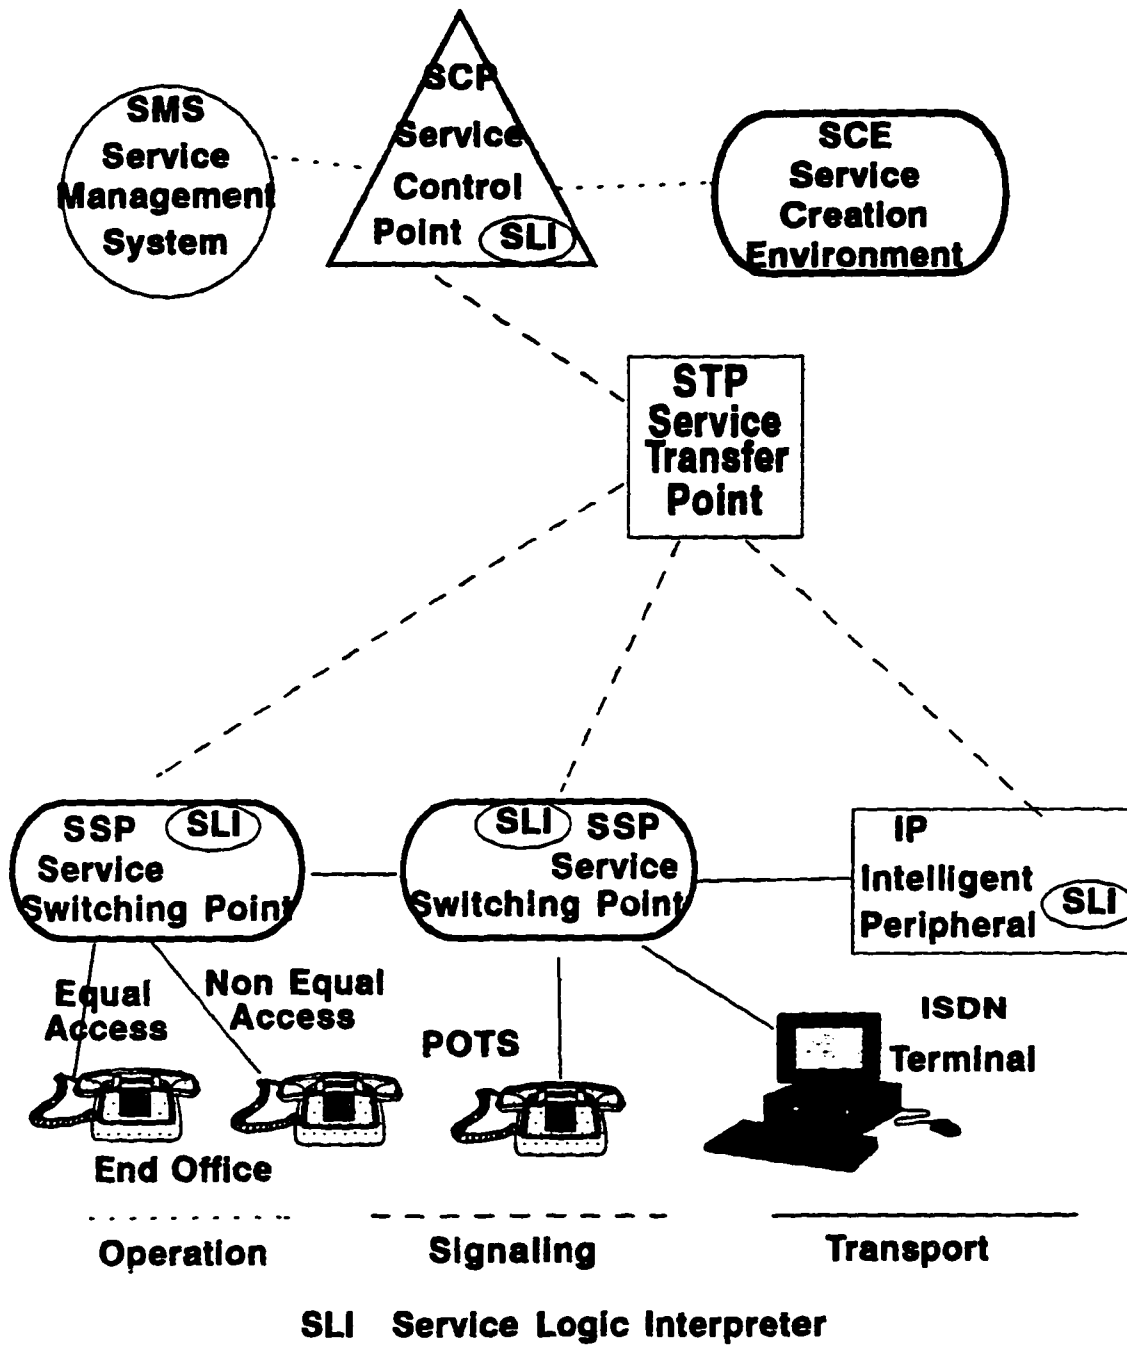 SMS
Service
Management
System
SCP
Service
Control
Point
SLI
SCE
Service
Creation
Environment
STP
Service
Transfer
Point
SSP
SLI
Service
Switching Point
SLI
SSP
Service
Switching Point
IP
Intelligent
Peripheral
SLI
Equal
Access
Non Equal
Access
POTS
ISDN
Terminal
End Office
Operation
Signaling
Transport
SLI Service Logic Interpreter